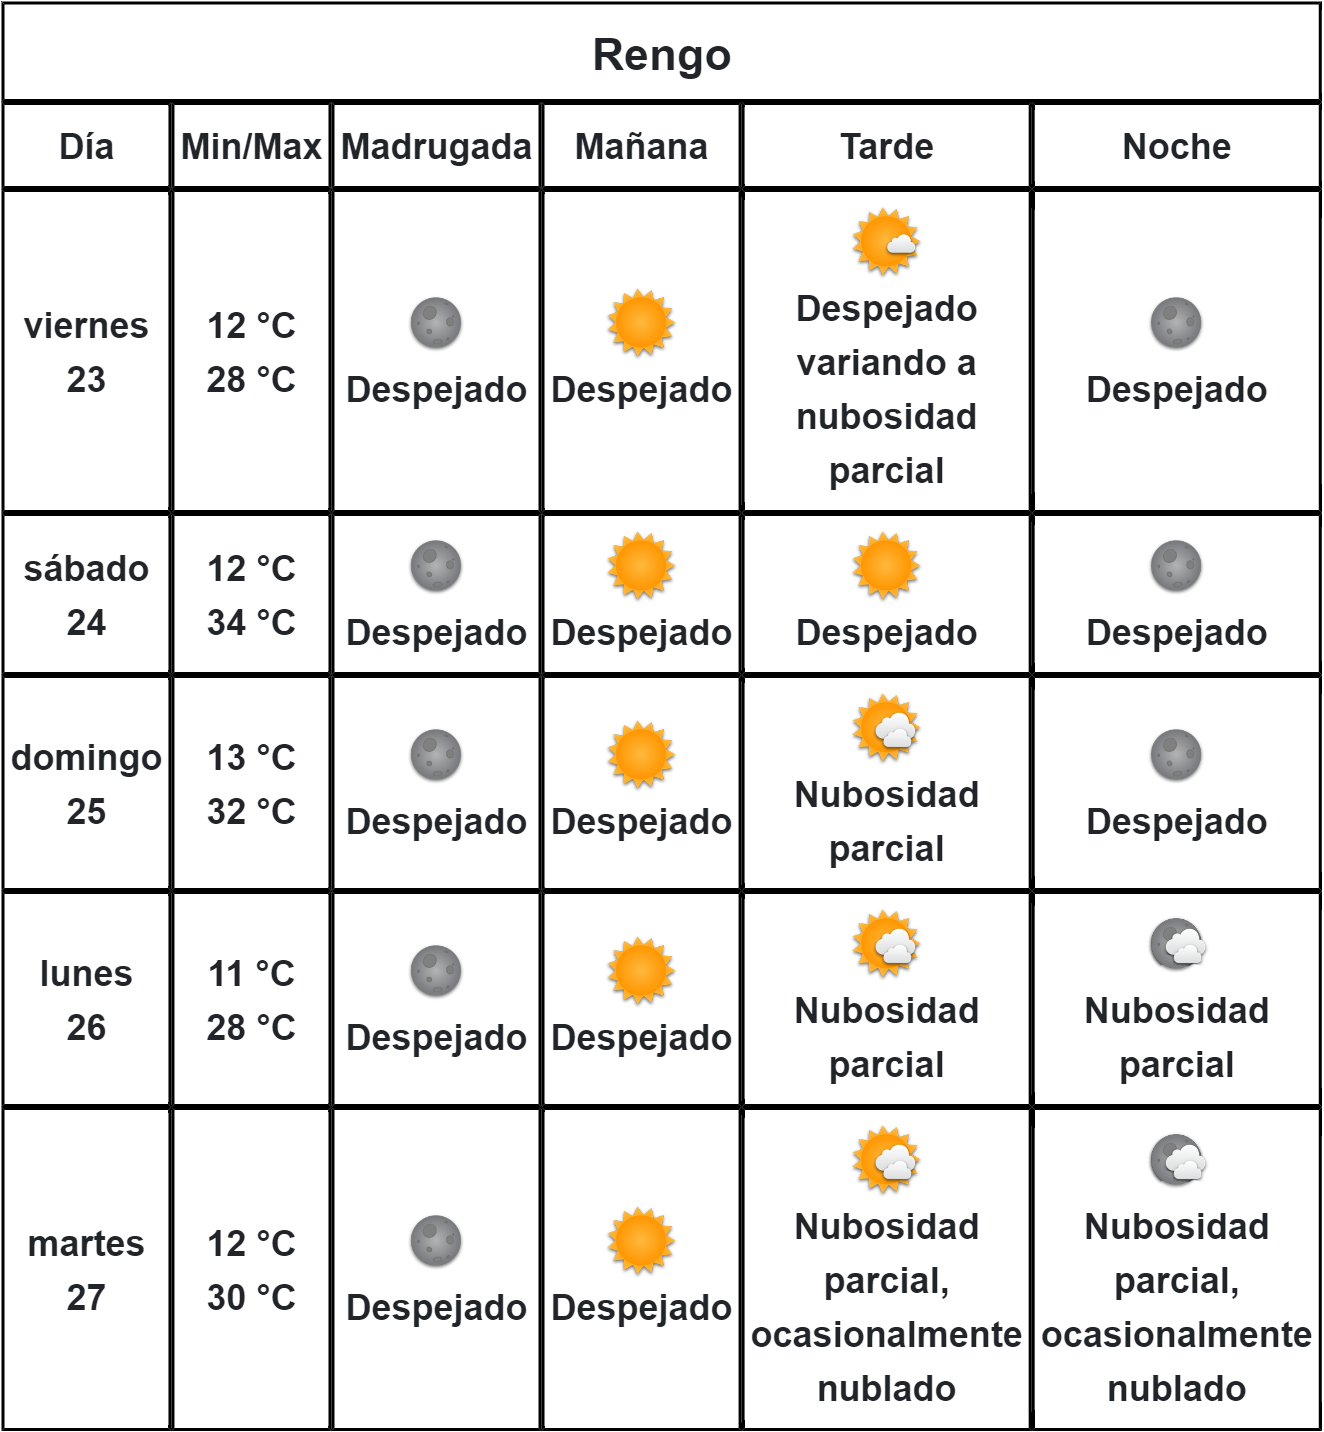 Rengo
Día Min/Max Madrugada Mañana Tarde Noche
viernes
23
12 °C
28 °C
Despejado
Despejado
Despejado
variando a
nubosidad
parcial
Despejado
sábado
24
12 °C
34 °C
Despejado
Despejado
Despejado
Despejado
domingo
25
13 °C
32 °C
Despejado
Despejado
Nubosidad
parcial
Despejado
lunes
26
11 °C
28 °C
Despejado
Despejado
Nubosidad
parcial
Nubosidad
parcial
martes
27
12 °C
30 °C
Despejado
Despejado
Nubosidad
parcial,
ocasionalmente
nublado
Nubosidad
parcial,
ocasionalmente
nublado